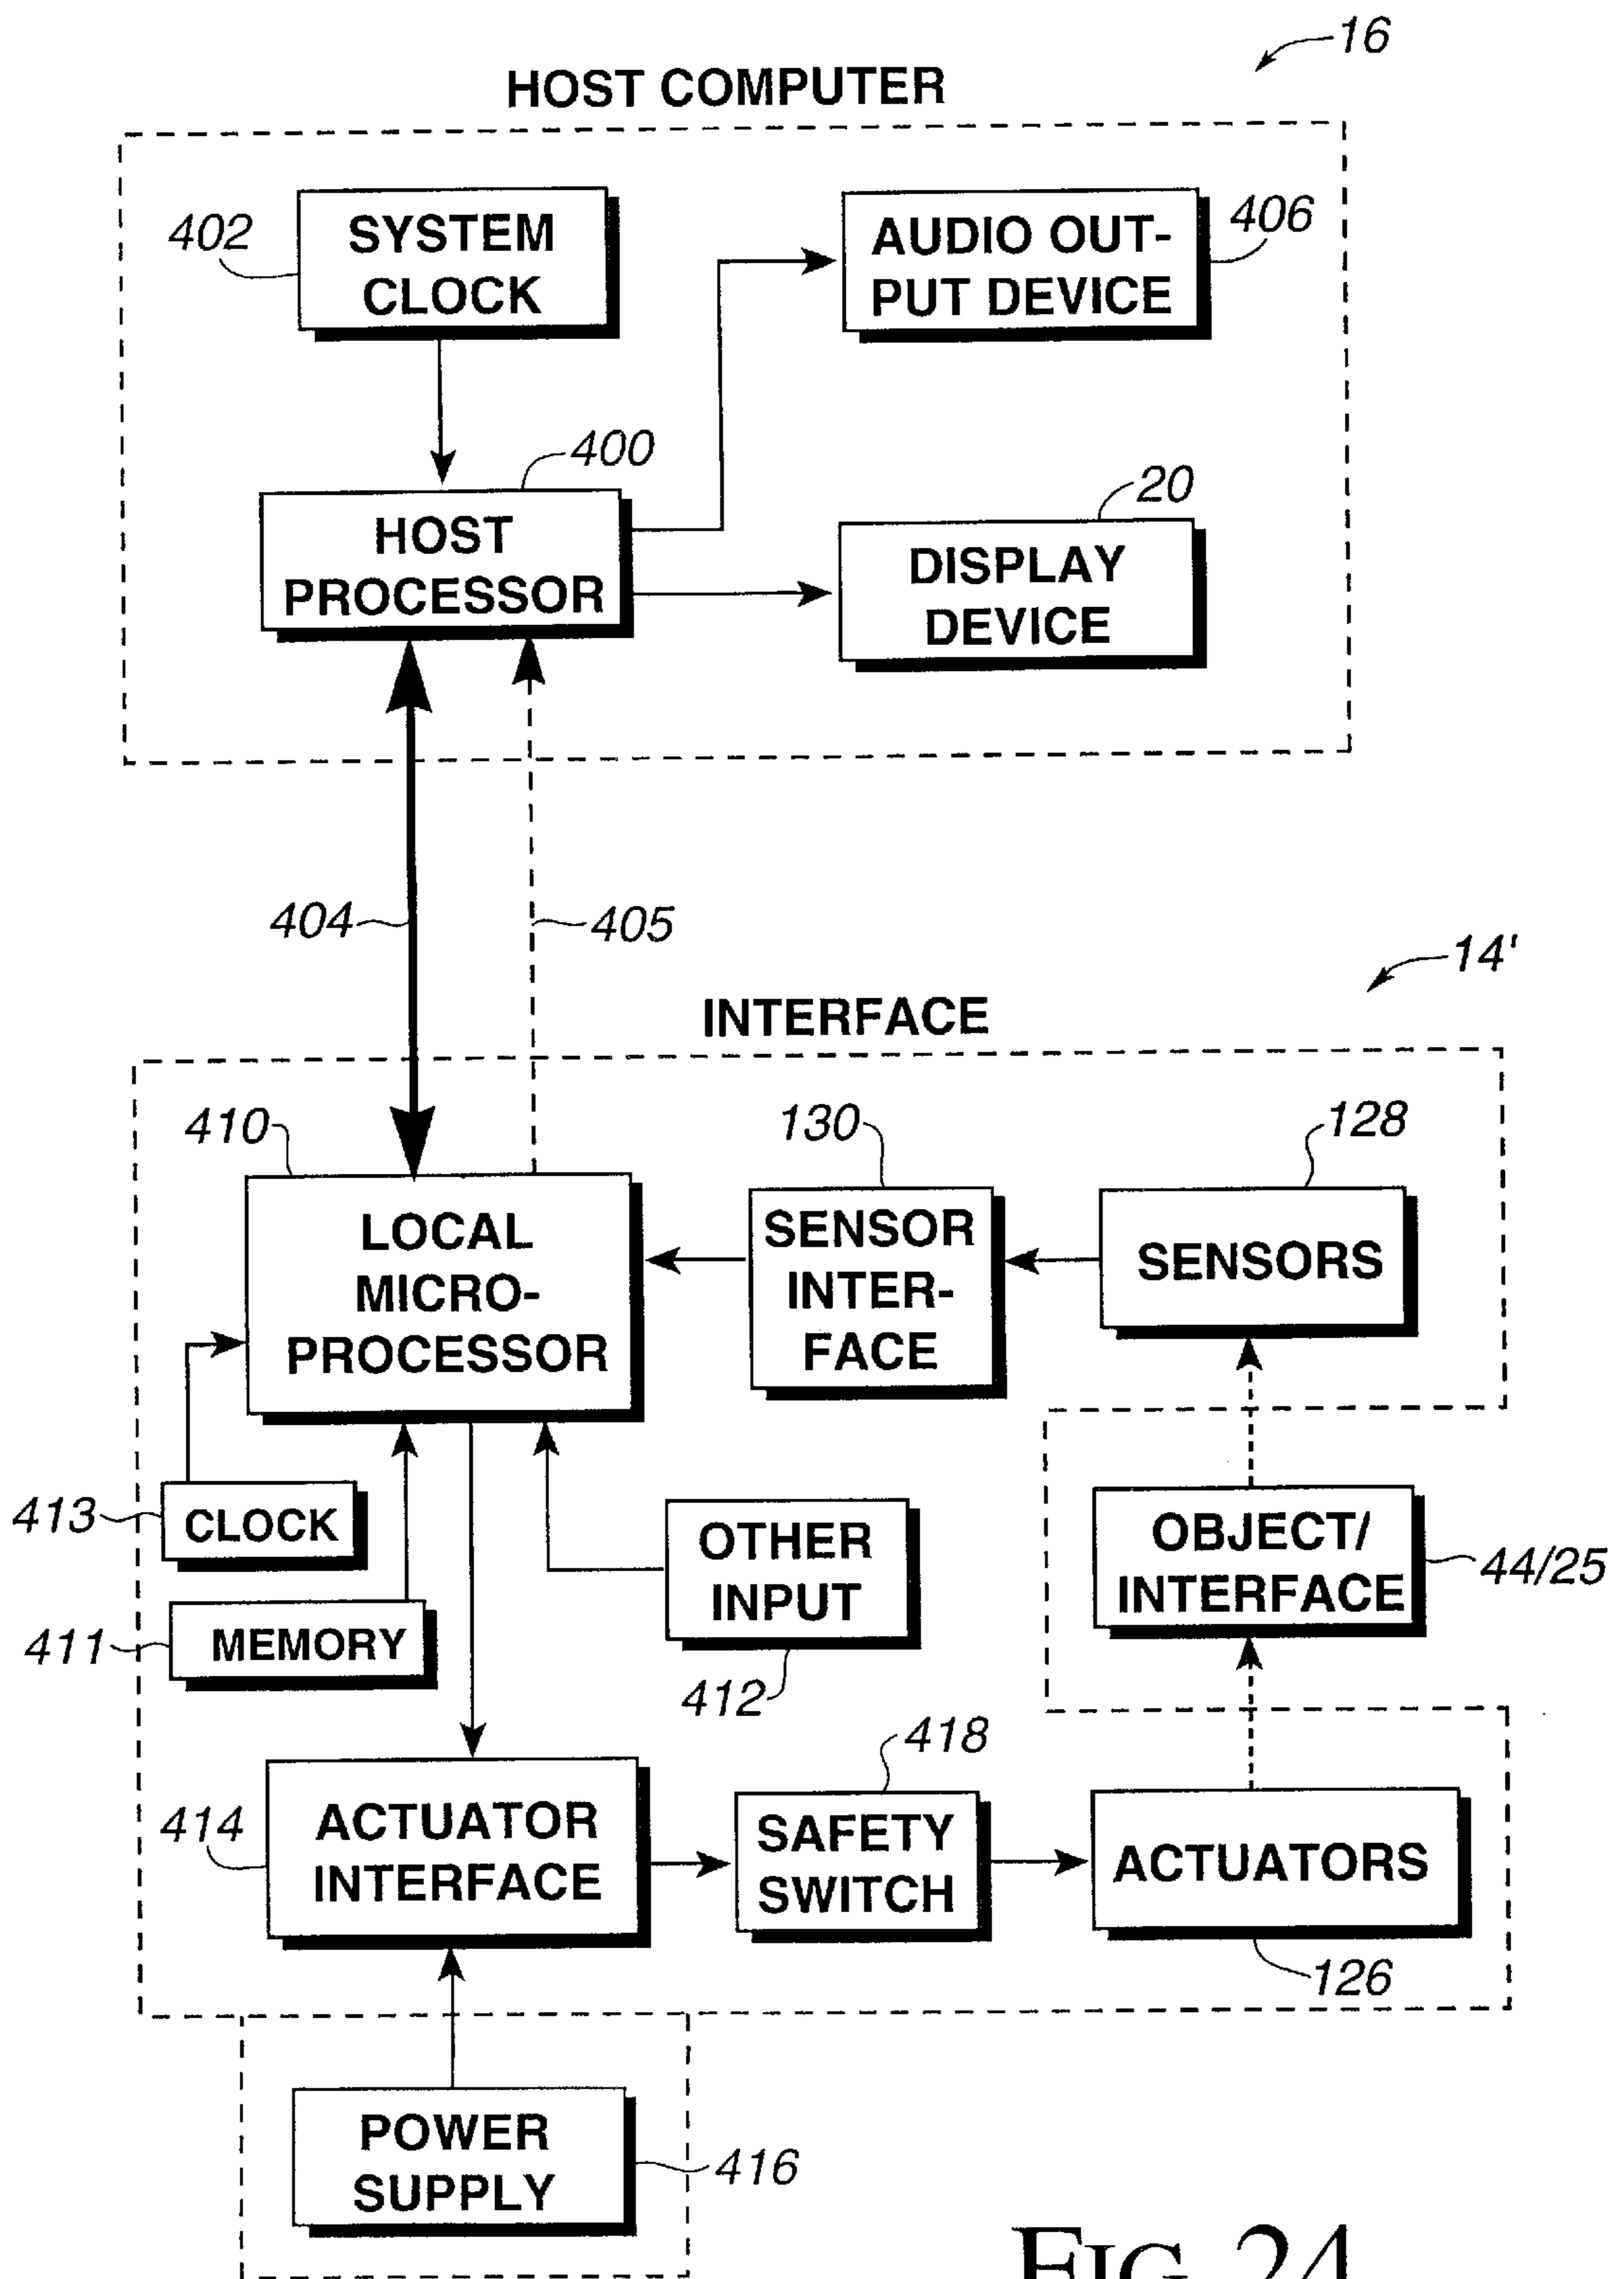 16
HOST COMPUTER
402
SYSTEM
CLOCK
AUDIO OUT-
PUT DEVICE
406
400
HOST
PROCESSOR
20
DISPLAY
DEVICE
404
405
14'
INTERFACE
410
LOCAL
MICRO-
PROCESSOR
130
SENSOR
INTER-
FACE
128
SENSORS
413
CLOCK
OTHER
INPUT
412
OBJECT/
INTERFACE
44/25
411
MEMORY
414
ACTUATOR
INTERFACE
418
SAFETY
SWITCH
ACTUATORS
126
POWER
SUPPLY
416
FIG. 24